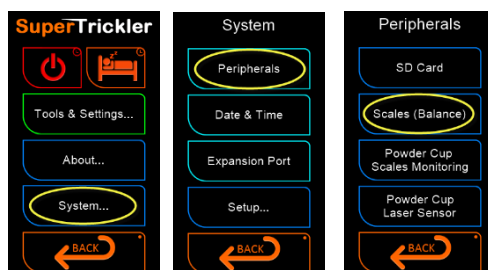 SuperTrickler
Tools & Settings...
About...
System...
BACK
System
Peripherals
Date & Time
Expansion Port
Setup...
BACK
Peripherals
SD Card
Scales (Balance)
Powder Cup
Scales Monitoring
Powder Cup
Laser Sensor
BACK